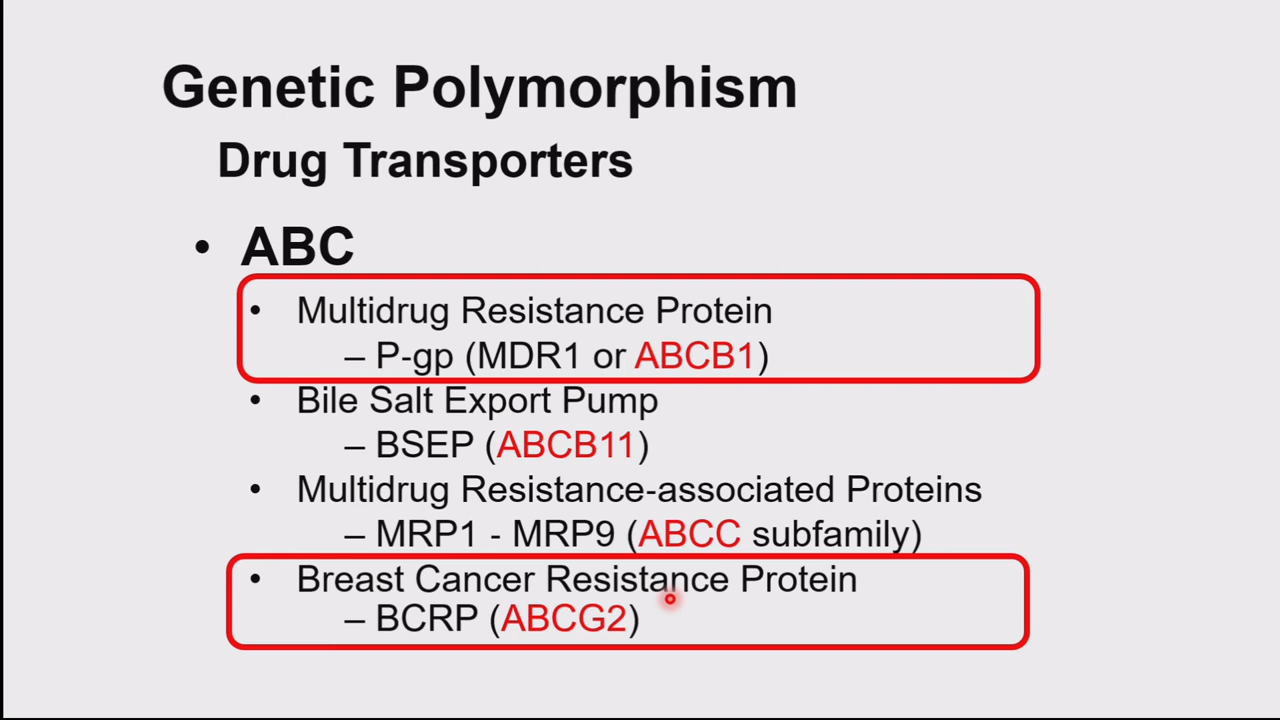 Genetic Polymorphism
Drug Transporters
• ABC
• Multidrug Resistance Protein
– P-gp (MDR1 or ABCB1)
• Bile Salt Export Pump
– BSEP (ABCB11)
• Multidrug Resistance-associated Proteins
– MRP1 - MRP9 (ABCC subfamily)
• Breast Cancer Resistance Protein
– BCRP (ABCG2)